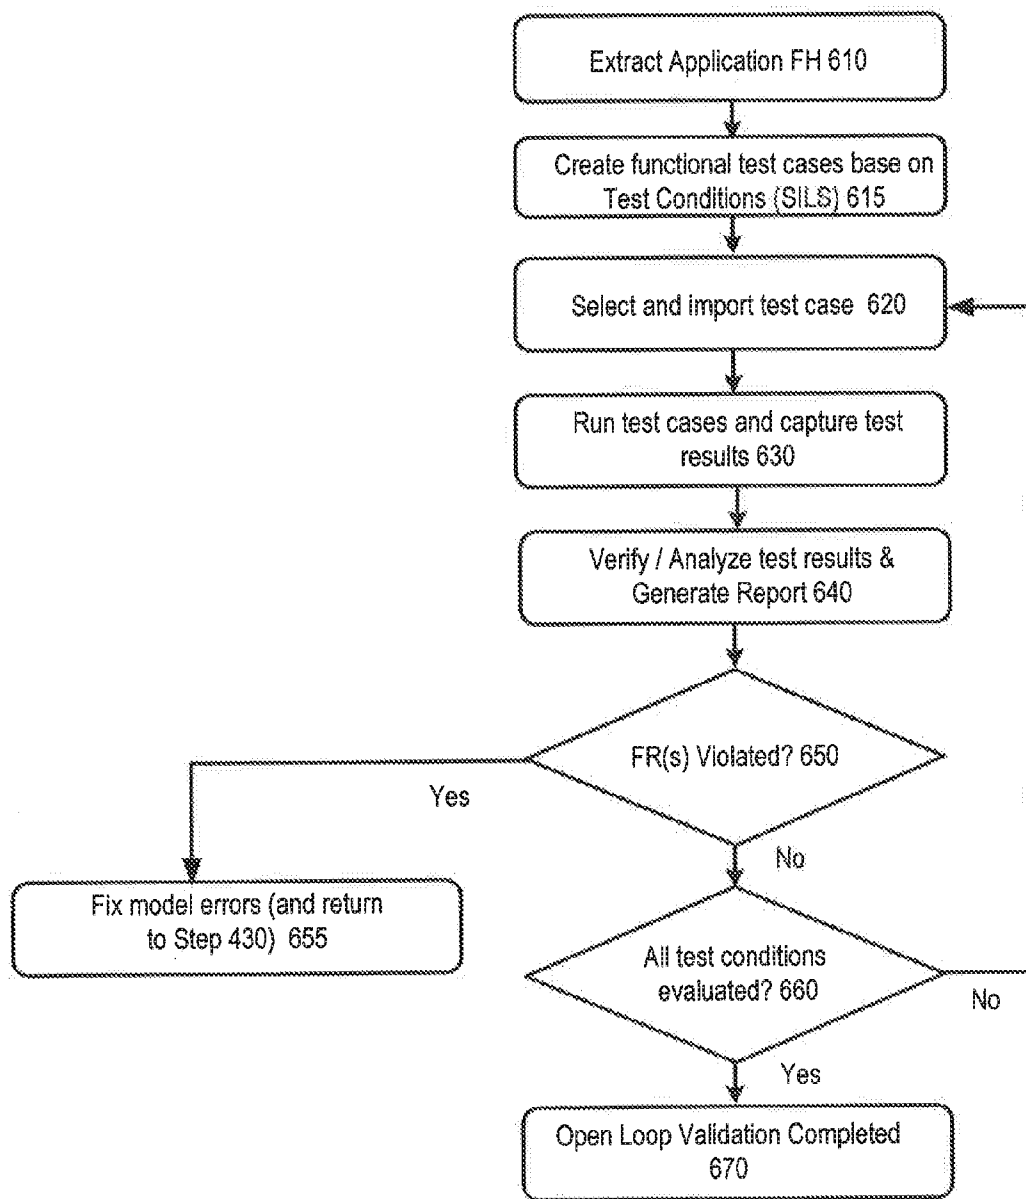 Extract Application FH 610
Create functional test cases base on
Test Conditions (SILS) 615
Select and import test case 620
Run test cases and capture test
results 630
Verify / Analyze test results &
Generate Report 640
FR(s) Violated? 650
Yes
No
Fix model errors (and return
to Step 430) 655
All test conditions
evaluated? 660
No
Yes
Open Loop Validation Completed
670